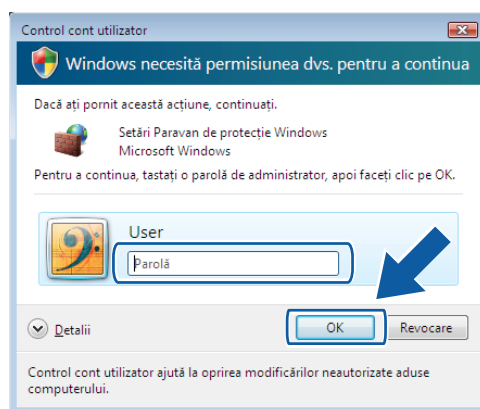 Control cont utilizator
Windows necesită permisiunea dvs. pentru a continua
Dacă ați pornit această acțiune, continuați.
Setări Paravan de protecție Windows
Microsoft Windows
Pentru a continua, tastați o parolă de administrator, apoi faceți clic pe OK.
User
Parolă
Detalii
OK
Revocare
Control cont utilizator ajută la oprirea modificărilor neautorizate aduse
computerului.